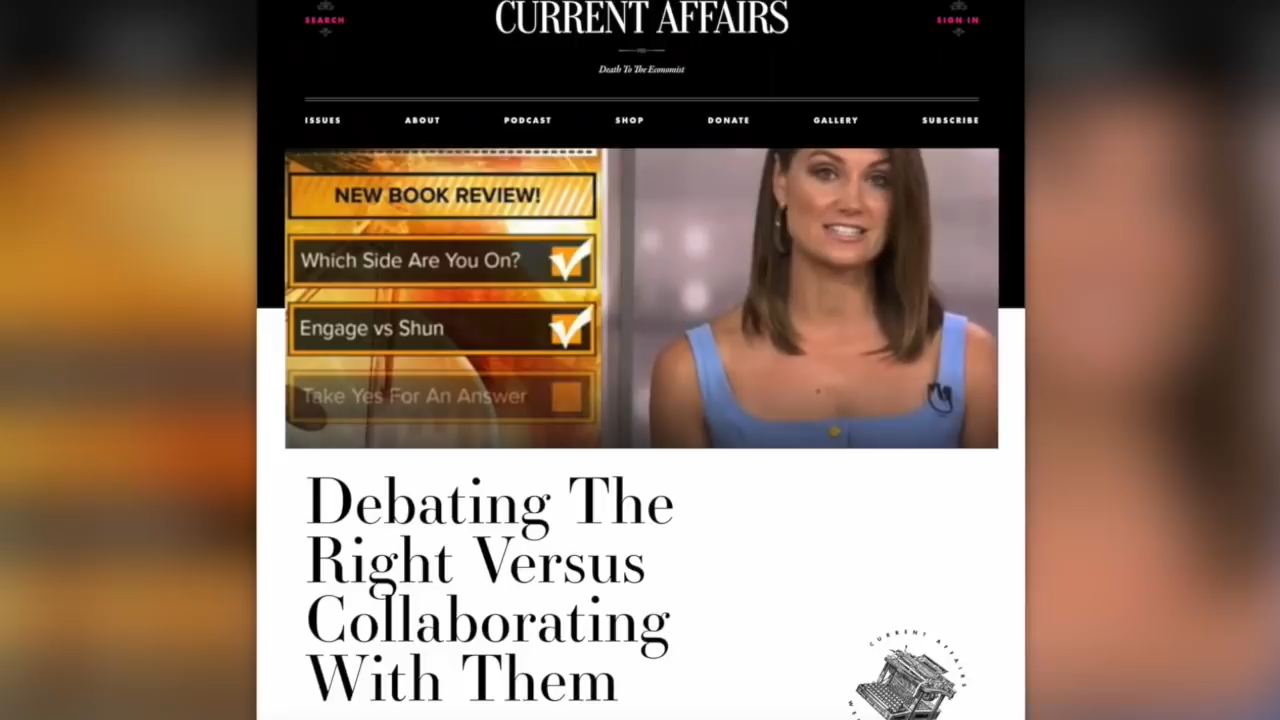 CURRENT AFFAIRS
SEARCH
SIGN IN
Death To The Economist
ISSUES ABOUT PODCAST SHOP DONATE GALLERY SUBSCRIBE
NEW BOOK REVIEW!
Which Side Are You On?
Engage vs Shun
Take Yes For An Answer
Debating The
Right Versus
Collaborating
With Them
CURRENT AFFAIRS